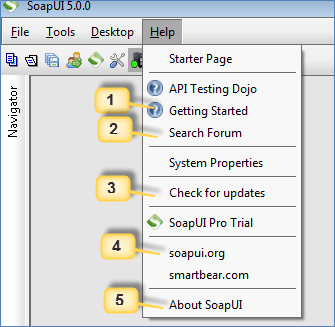 SoapUI 5.0.0
File Tools Desktop Help
Navigator
Starter Page
API Testing Dojo
1 Getting Started
2 Search Forum
System Properties
3 Check for updates
SoapUI Pro Trial
4 soapui.org
smartbear.com
5 About SoapUI